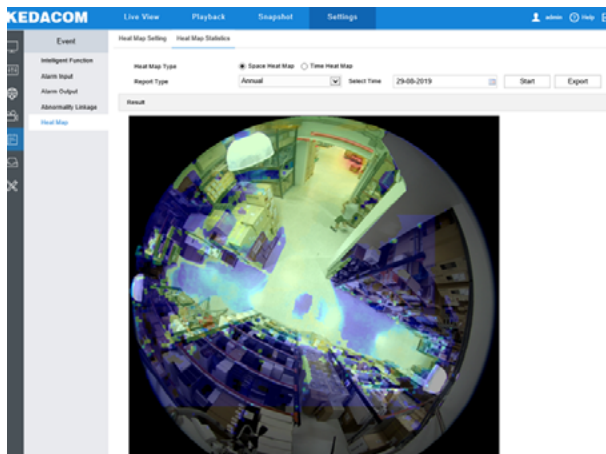 KEDACOM Live View Playback Snapshot Settings admin Help
Event Heat Map Setting Heat Map Statistics
Intelligent Function
Heat Map Type Space Heat Map Time Heat Map
Alarm Input
Report Type Annual Select Time 29-08-2019 Start Export
Alarm Output
Abnormality Linkage
Result
Heat Map